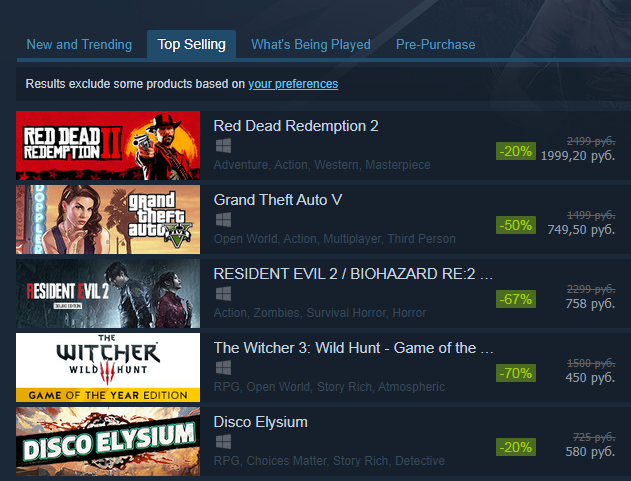 New and Trending
Top Selling
What's Being Played
Pre-Purchase
Results exclude some products based on your preferences
RED DEAD
REDEMPTION II
Red Dead Redemption 2
Adventure, Action, Western, Masterpiece
-20%
2499 руб.
1999,20 руб.
DOPPLER
grand
theft
auto V
FIVE
Grand Theft Auto V
Open World, Action, Multiplayer, Third Person
-50%
1499 руб.
749,50 руб.
RESIDENT EVIL 2
DELUXE EDITION
RESIDENT EVIL 2 / BIOHAZARD RE:2 ...
Action, Zombies, Survival Horror, Horror
-67%
2299 руб.
758 руб.
THE
WITCHER
WILD HUNT
GAME OF THE YEAR EDITION
The Witcher 3: Wild Hunt - Game of the ...
RPG, Open World, Story Rich, Atmospheric
-70%
1500 руб.
450 руб.
DISCO ELYSIUM
Disco Elysium
RPG, Choices Matter, Story Rich, Detective
-20%
725 руб.
580 руб.